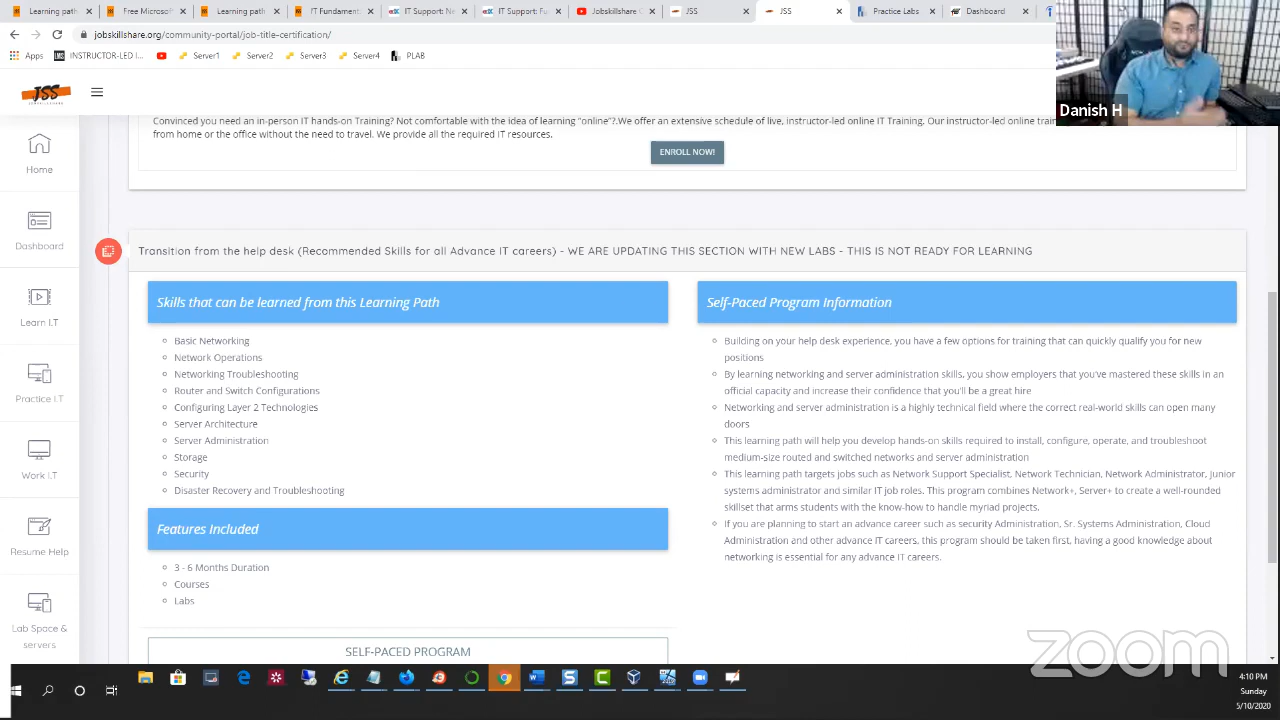 Learning path
Free Microsof
Learning path
IT Fundament
IT Support: Ne
IT Support: Fu
Jobskillshare C
JSS
JSS
Practice Labs
Dashboard
jobskillshare.org/community-portal/job-title-certification/
Apps
LMS
INSTRUCTOR-LED I...
Server1
Server2
Server3
Server4
PLAB
Danish H
JSS
Convinced you need an in-person IT hands-on Training? Not comfortable with the idea of learning "online"?.We offer an extensive schedule of live, instructor-led online IT Training. Our instructor-led online
from home or the office without the need to travel. We provide all the required IT resources.
ENROLL NOW!
Home
Dashboard
Learn I.T
Practice I.T
Work I.T
Resume Help
Lab Space &
servers
Transition from the help desk (Recommended Skills for all Advance IT careers) - WE ARE UPDATING THIS SECTION WITH NEW LABS - THIS IS NOT READY FOR LEARNING
Skills that can be learned from this Learning Path
Basic Networking
Network Operations
Networking Troubleshooting
Router and Switch Configurations
Configuring Layer 2 Technologies
Server Architecture
Server Administration
Storage
Security
Disaster Recovery and Troubleshooting
Features Included
3 - 6 Months Duration
Courses
Labs
SELF-PACED PROGRAM
Self-Paced Program Information
Building on your help desk experience, you have a few options for training that can quickly qualify you for new
positions
By learning networking and server administration skills, you show employers that you've mastered these skills in an
official capacity and increase their confidence that you'll be a great hire
Networking and server administration is a highly technical field where the correct real-world skills can open many
doors
This learning path will help you develop hands-on skills required to install, configure, operate, and troubleshoot
medium-size routed and switched networks and server administration
This learning path targets jobs such as Network Support Specialist, Network Technician, Network Administrator, Junior
systems administrator and similar IT job roles. This program combines Network+, Server+ to create a well-rounded
skillset that arms students with the know-how to handle myriad projects.
If you are planning to start an advance career such as security Administration, Sr. Systems Administration, Cloud
Administration and other advance IT careers, this program should be taken first, having a good knowledge about
networking is essential for any advance IT careers.
zoom
4:10 PM
Sunday
5/10/2020